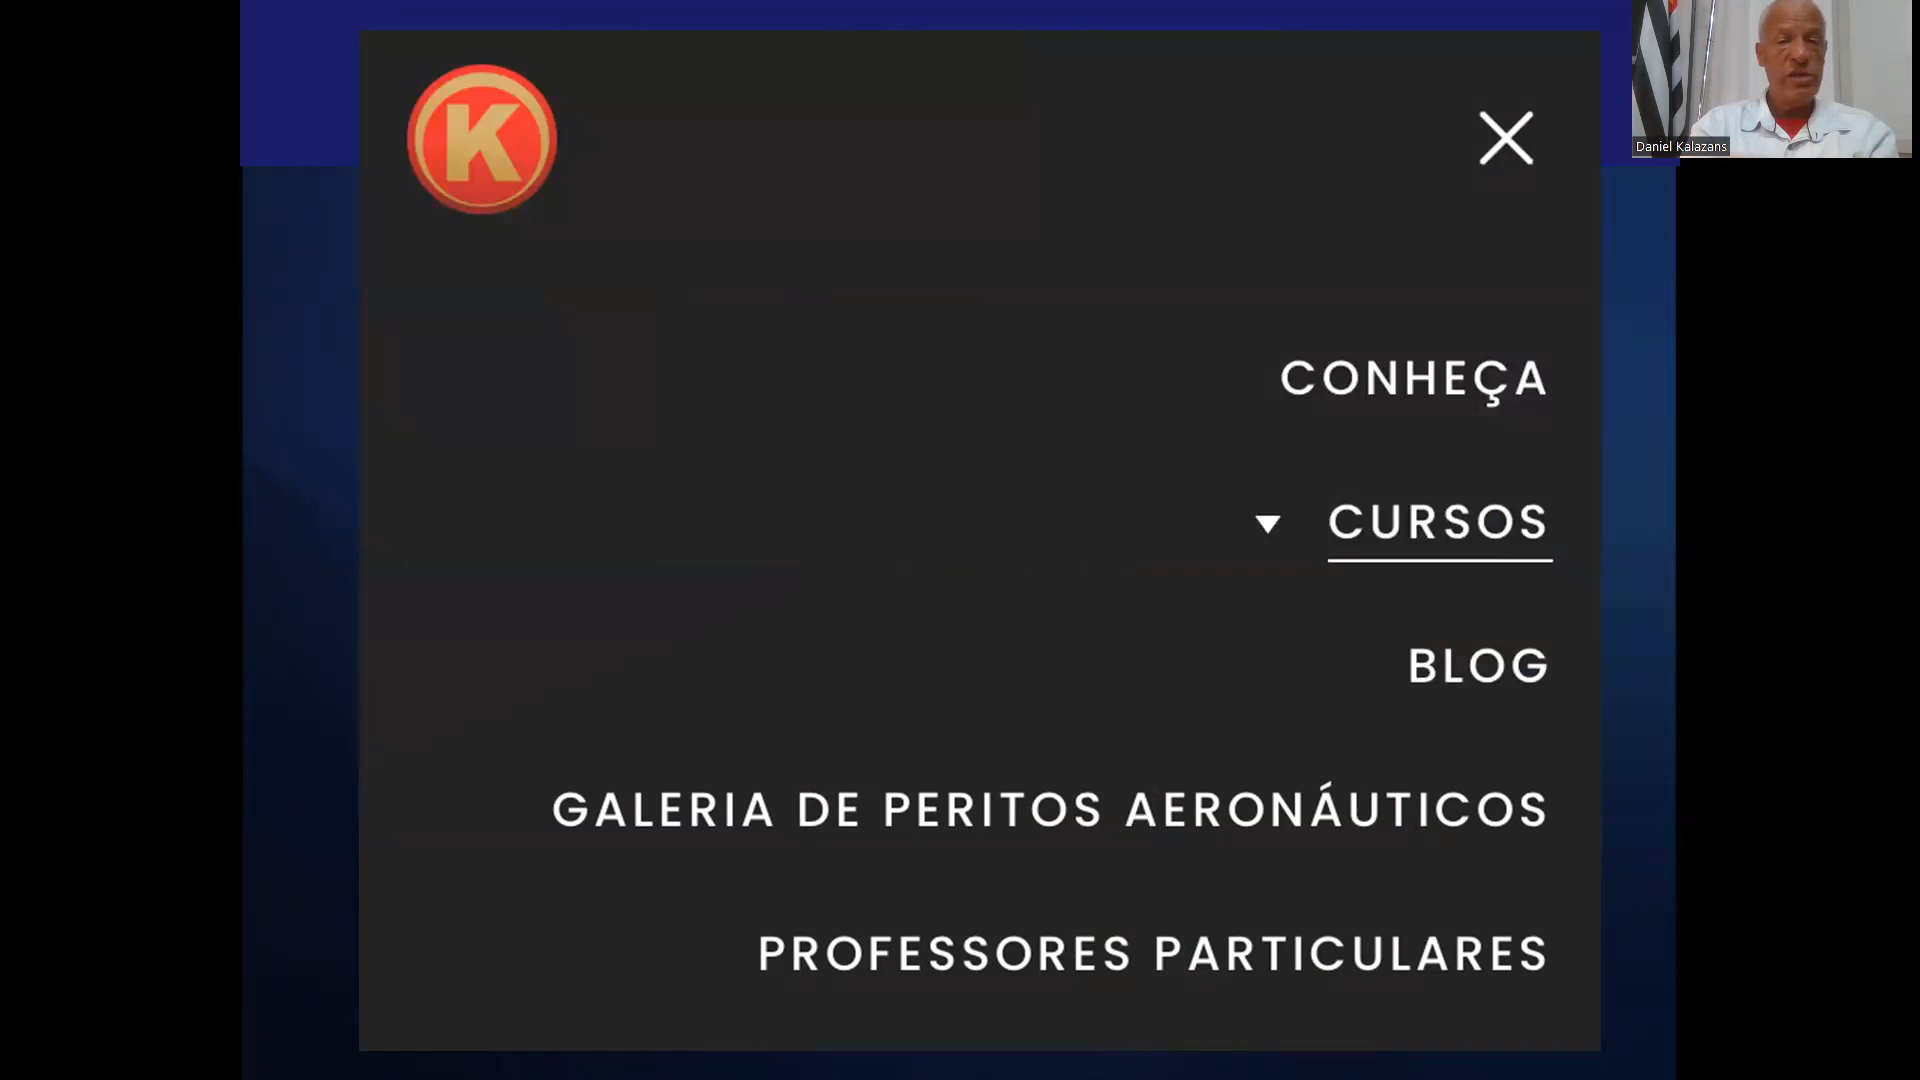 K
Daniel Kalazans
CONHEÇA
CURSOS
BLOG
GALERIA DE PERITOS AERONÁUTICOS
PROFESSORES PARTICULARES